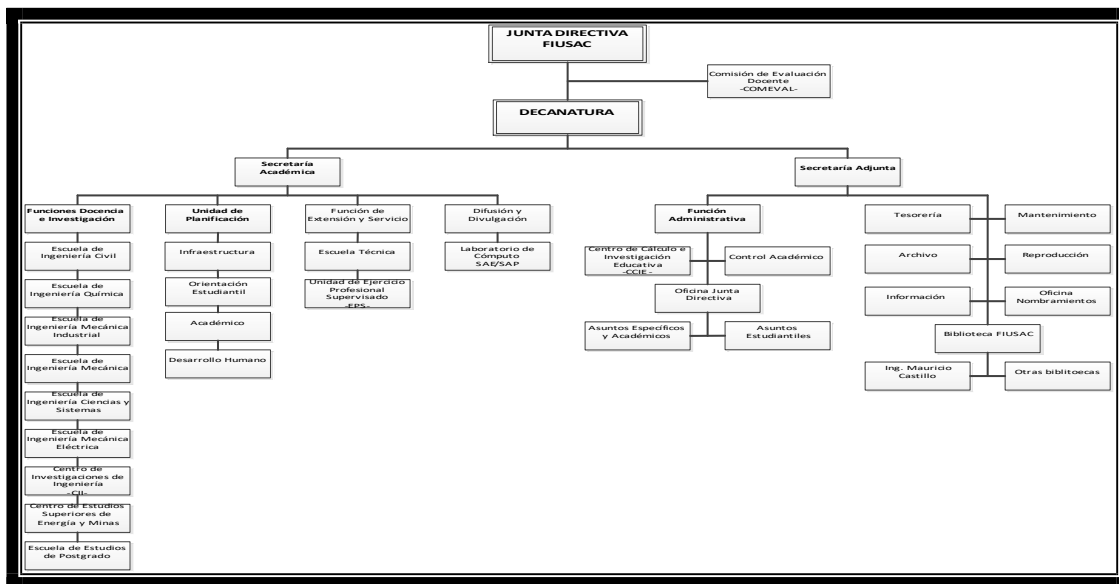 JUNTA DIRECTIVA
FIUSAC
Comisión de Evaluación
Docente
-COMEVAL-
DECANATURA
Secretaría
Académica
Secretaría Adjunta
Funciones Docencia
e Investigación
Escuela de
Ingeniería Civil
Escuela de
Ingeniería Química
Escuela de
Ingeniería Mecánica
Industrial
Escuela de
Ingeniería Mecánica
Escuela de
Ingeniería Ciencias y
Sistemas
Escuela de
Ingeniería Mecánica
Eléctrica
Centro de
Investigaciones de
Ingeniería
-CII-
Centro de Estudios
Superiores de
Energía y Minas
Escuela de Estudios
de Postgrado
Unidad de
Planificación
Infraestructura
Orientación
Estudiantil
Académico
Desarrollo Humano
Función de
Extensión y Servicio
Escuela Técnica
Unidad de Ejercicio
Profesional
Supervisado
-EPS-
Difusión y
Divulgación
Laboratorio de
Cómputo
SAE/SAP
Función
Administrativa
Centro de Cálculo e
Investigación
Educativa
-CCIE-
Control Académico
Oficina Junta
Directiva
Asuntos Específicos
y Académicos
Asuntos
Estudiantiles
Tesorería
Mantenimiento
Archivo
Reproducción
Información
Oficina
Nombramientos
Biblioteca FIUSAC
Ing. Mauricio
Castillo
Otras biblitoecas